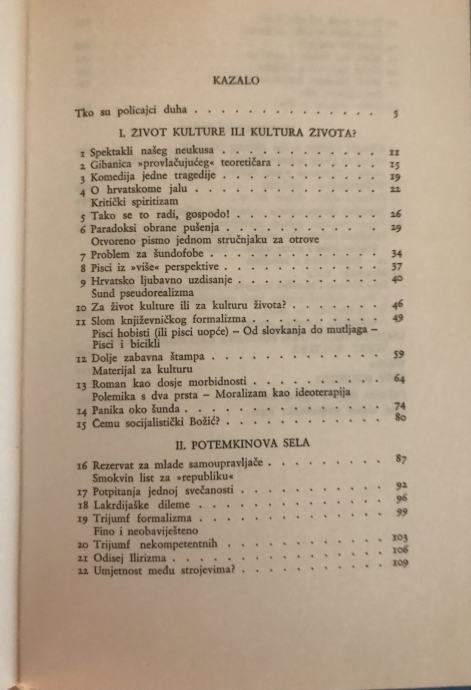 KAZALO
Tko su policajci duha . . . . . . . . . . . . . . 5
I. ŽIVOT KULTURE ILI KULTURA ŽIVOTA?
1 Spektakli našeg neukusa . . . . . . . . . . . . 11
2 Gibanica »provlačujućeg« teoretičara . . . . . . . . 15
3 Komedija jedne tragedije . . . . . . . . . . . . 19
4 O hrvatskome jalu . . . . . . . . . . . . . . 22
Kritički spiritizam
5 Tako se to radi, gospodo! . . . . . . . . . . . . 26
6 Paradoksi obrane pušenja . . . . . . . . . . . . 29
Otvoreno pismo jednom stručnjaku za otrove
7 Problem za šundofobe . . . . . . . . . . . . . 34
8 Pisci iz »više« perspektive . . . . . . . . . . . . 37
9 Hrvatsko ljubavno uzdisanje . . . . . . . . . . . 40
Šund pseudorealizma
10 Za život kulture ili za kulturu života? . . . . . . . . 46
11 Slom književničkog formalizma . . . . . . . . . . 49
Pisci hobisti (ili pisci uopće) – Od slovkanja do mutljaga –
Pisci i bicikli
12 Dolje zabavna štampa . . . . . . . . . . . . . 59
Materijal za kulturu
13 Roman kao dosje morbidnosti . . . . . . . . . . 64
Polemika s dva prsta – Moralizam kao ideoterapija
14 Panika oko šunda . . . . . . . . . . . . . . 74
15 Čemu socijalistički Božić? . . . . . . . . . . . . 80
II. POTEMKINOVA SELA
16 Rezervat za mlade samoupravljače . . . . . . . . . 87
Smokvin list za »republiku«
17 Potpitanja jednoj svečanosti . . . . . . . . . . . 92
18 Lakrdijaške dileme . . . . . . . . . . . . . . 96
19 Trijumf formalizma . . . . . . . . . . . . . . 99
Fino i neobaviješteno
20 Trijumf nekompetentnih . . . . . . . . . . . . 103
21 Odisej Ilirizma . . . . . . . . . . . . . . . 106
22 Umjetnost među strojevima? . . . . . . . . . . . 109